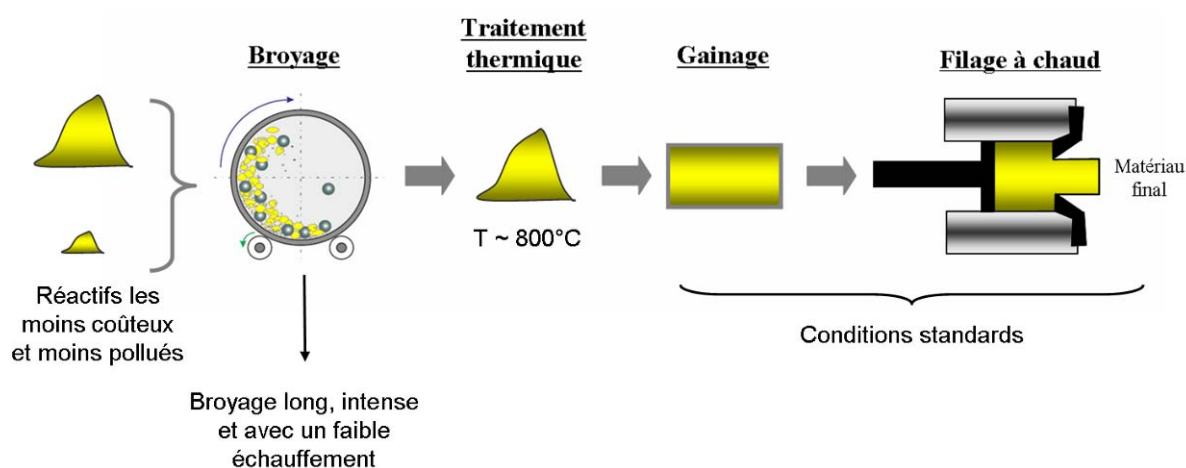 Broyage
Traitement
thermique
Gainage
Filage à chaud
Matériau
final
T ~ 800°C
Réactifs les
moins coûteux
et moins pollués
Conditions standards
Broyage long, intense
et avec un faible
échauffement